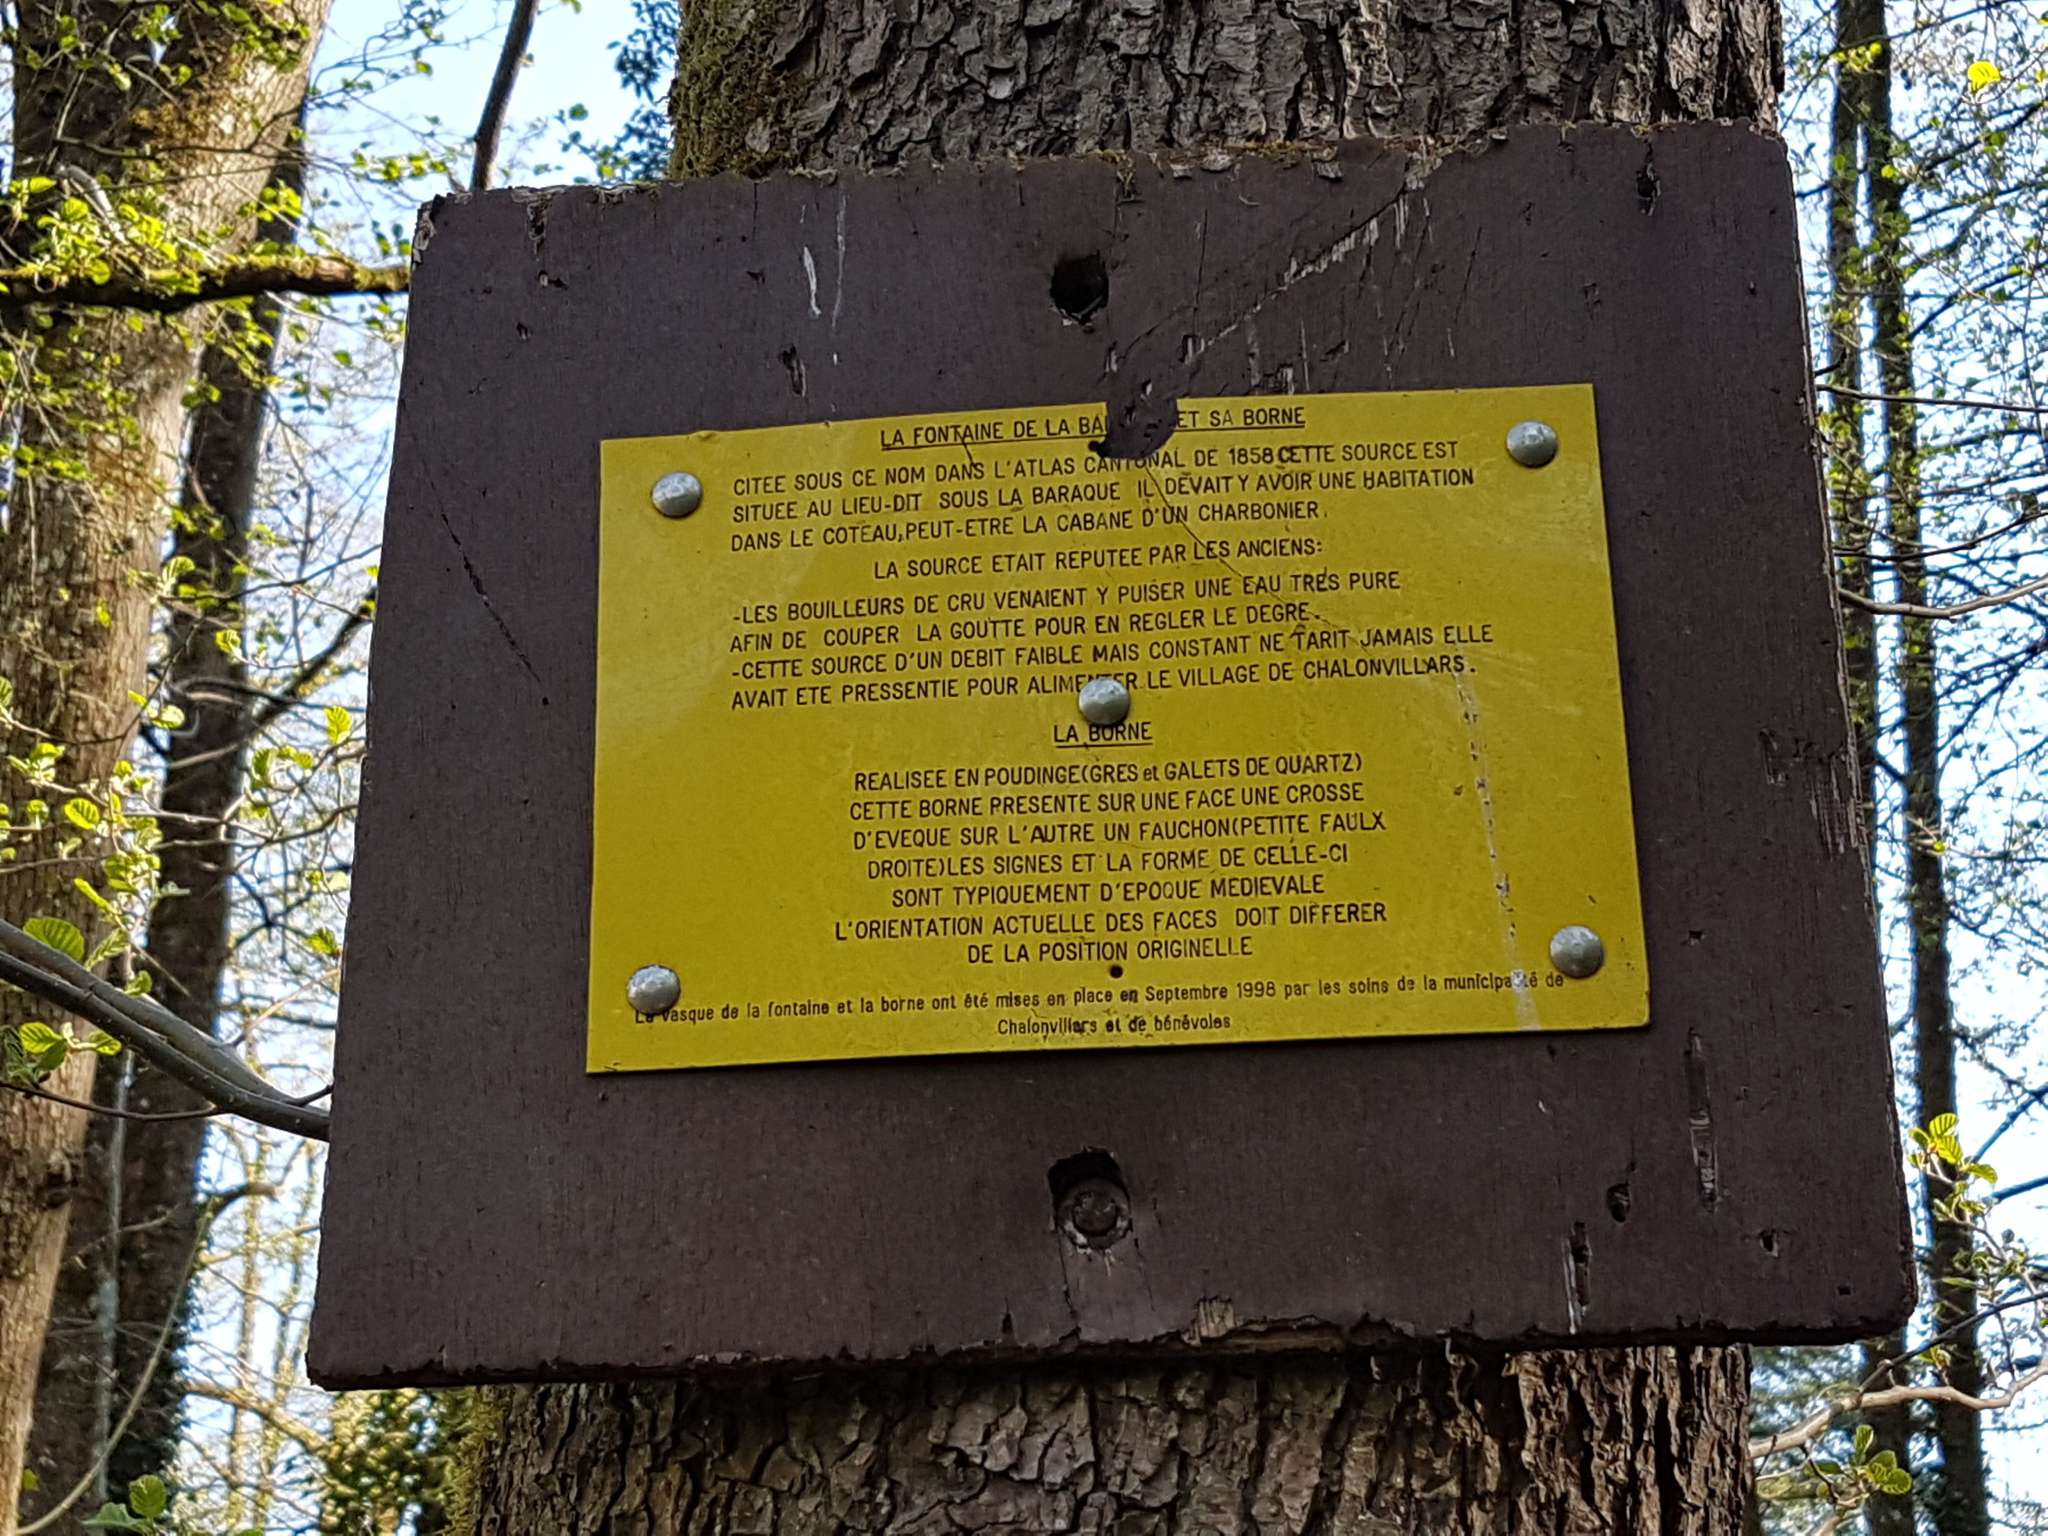 LA FONTAINE DE LA ET SA BORNE
CITEE SOUS CE NOM DANS L'ATLAS CANTONAL DE 1858 CETTE SOURCE EST
SITUEE AU LIEU-DIT SOUS LA BARAQUE IL DEVAIT Y AVOIR UNE HABITATION
DANS LE COTEAU, PEUT-ETRE LA CABANE D'UN CHARBONIER.
LA SOURCE ETAIT REPUTEE PAR LES ANCIENS:
-LES BOUILLEURS DE CRU VENAIENT Y PUISER UNE EAU TRES PURE
AFIN DE COUPER LA GOUTTE POUR EN REGLER LE DEGRE.
-CETTE SOURCE D'UN DEBIT FAIBLE MAIS CONSTANT NE TARIT JAMAIS ELLE
AVAIT ETE PRESSENTIE POUR ALIMENTER LE VILLAGE DE CHALONVILLARS.
LA BORNE
REALISEE EN POUDINGE(GRES et GALETS DE QUARTZ)
CETTE BORNE PRESENTE SUR UNE FACE UNE CROSSE
D'EVEQUE SUR L'AUTRE UN FAUCHON(PETITE FAULX
DROITE)LES SIGNES ET LA FORME DE CELLE-CI
SONT TYPIQUEMENT D'EPOQUE MEDIEVALE
L'ORIENTATION ACTUELLE DES FACES DOIT DIFFERER
DE LA POSITION ORIGINELLE
La vasque de la fontaine et la borne ont été mises en place en Septembre 1998 par les soins de la municipalité de
Chalonvillars et de bénévoles